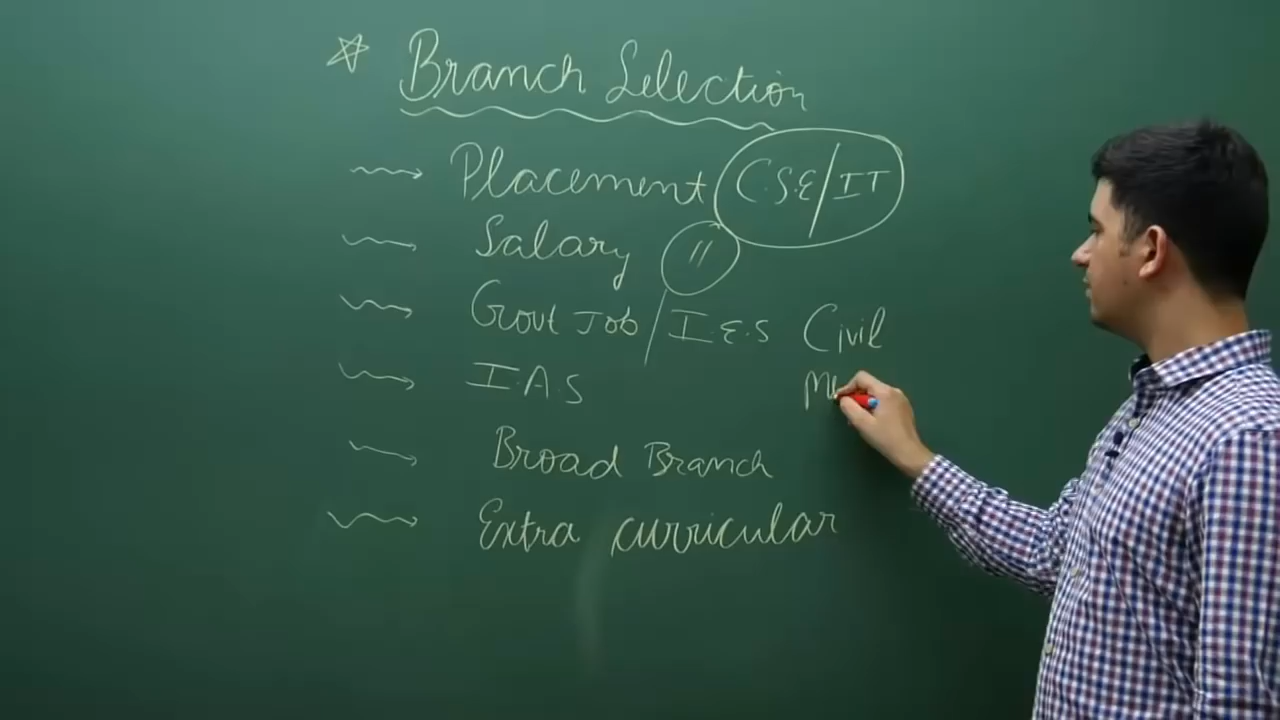 Branch Selection
Placement C.S.E/IT
Salary "
Govt Job / I.E.S Civil
I.A.S
Broad Branch
Extra curricular